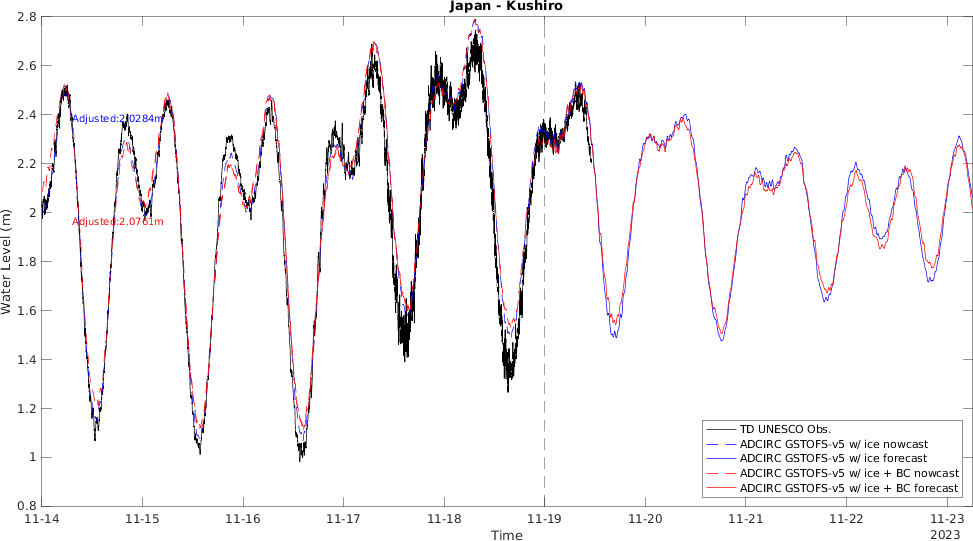 Japan - Kushiro
2.8
2.6
2.4
2.2
2
1.8
1.6
1.4
1.2
1
0.8
Water Level (m)
Adjusted:2.0284m
Adjusted:2.0761m
TD UNESCO Obs.
ADCIRC GSTOFS-v5 w/ ice nowcast
ADCIRC GSTOFS-v5 w/ ice forecast
ADCIRC GSTOFS-v5 w/ ice + BC nowcast
ADCIRC GSTOFS-v5 w/ ice + BC forecast
11-14 11-15 11-16 11-17 11-18 11-19 11-20 11-21 11-22 11-23
Time
2023